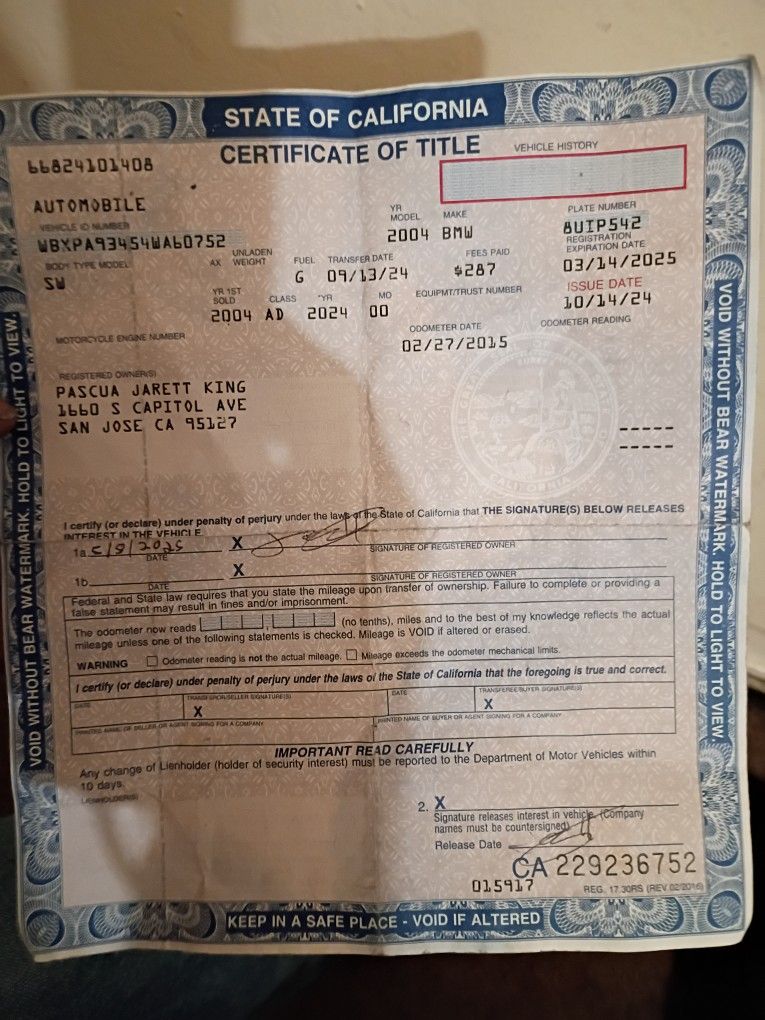 STATE OF CALIFORNIA
CERTIFICATE OF TITLE
VEHICLE HISTORY
66824101408
AUTOMOBILE
VEHICLE ID NUMBER
YR MODEL
MAKE
PLATE NUMBER
WBXPA93454WA60752
2004 BMW
8UIP542
BODY TYPE MODEL
AX
UNLADEN WEIGHT
FUEL
TRANSFER DATE
FEES PAID
REGISTRATION EXPIRATION DATE
SW
G
09/13/24
$287
03/14/2025
YR 1ST SOLD
CLASS
YR
MO
EQUIPMT/TRUST NUMBER
ISSUE DATE
2004 AD 2024 00
10/14/24
MOTORCYCLE ENGINE NUMBER
ODOMETER DATE
ODOMETER READING
02/27/2015
REGISTERED OWNER(S)
PASCUA JARETT KING
1660 S CAPITOL AVE
SAN JOSE CA 95127
I certify (or declare) under penalty of perjury under the laws of the State of California that THE SIGNATURE(S) BELOW RELEASES
INTEREST IN THE VEHICLE.
1a. X
DATE
SIGNATURE OF REGISTERED OWNER
1b. X
DATE
SIGNATURE OF REGISTERED OWNER
Federal and State law requires that you state the mileage upon transfer of ownership. Failure to complete or providing a
false statement may result in fines and/or imprisonment.
The odometer now reads (no tenths), miles and to the best of my knowledge reflects the actual
mileage unless one of the following statements is checked. Mileage is VOID if altered or erased.
WARNING Odometer reading is not the actual mileage. Mileage exceeds the odometer mechanical limits.
I certify (or declare) under penalty of perjury under the laws of the State of California that the foregoing is true and correct.
DATE
TRANSFEROR/SELLER SIGNATURE(S)
DATE
TRANSFEREE/BUYER SIGNATURE(S)
X
X
PRINTED NAME OF SELLER OR AGENT SIGNING FOR A COMPANY
PRINTED NAME OF BUYER OR AGENT SIGNING FOR A COMPANY
IMPORTANT READ CAREFULLY
Any change of Lienholder (holder of security interest) must be reported to the Department of Motor Vehicles within
10 days.
LIENHOLDER(S)
2. X
Signature releases interest in vehicle. (Company
names must be countersigned)
Release Date
CA 229236752
015917
REG. 17.30RS (REV.02/2016)
KEEP IN A SAFE PLACE - VOID IF ALTERED
VOID WITHOUT BEAR WATERMARK. HOLD TO LIGHT TO VIEW.
VOID WITHOUT BEAR WATERMARK. HOLD TO LIGHT TO VIEW